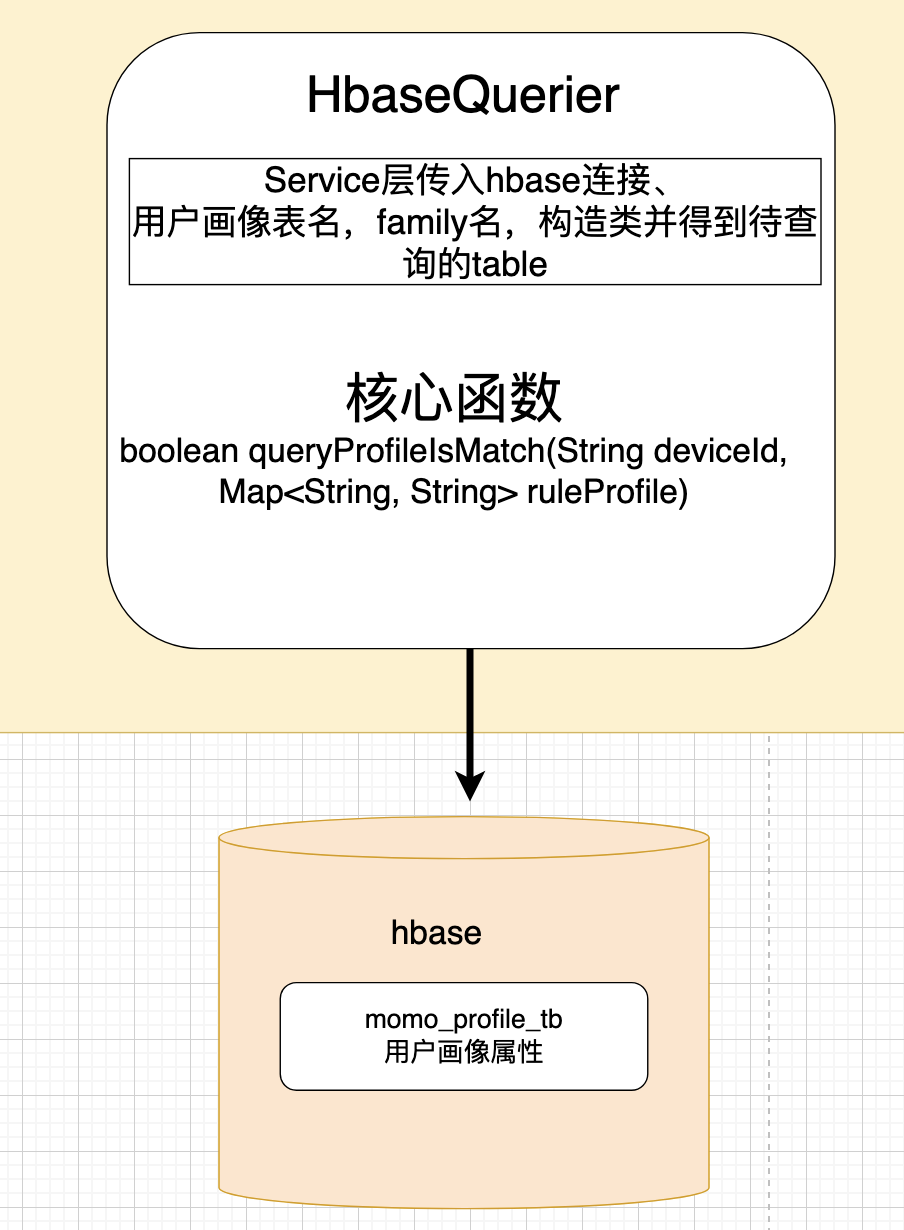 HbaseQuerier
Service层传入hbase连接、
用户画像表名，family名，构造类并得到待查
询的table
核心函数
boolean queryProfileIsMatch(String deviceId,
Map<String, String> ruleProfile)
hbase
momo_profile_tb
用户画像属性